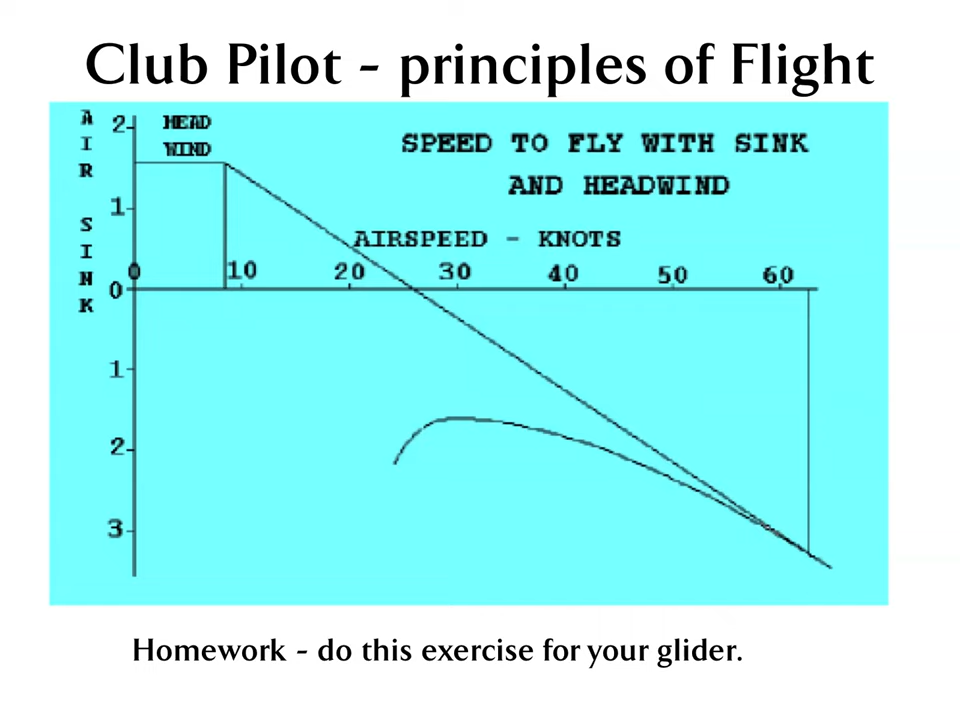 Club Pilot - principles of Flight
AIR SINK
2
HEAD
WIND
SPEED TO FLY WITH SINK
AND HEADWIND
1
AIRSPEED - KNOTS
0 10 20 30 40 50 60
0
1
2
3
Homework - do this exercise for your glider.